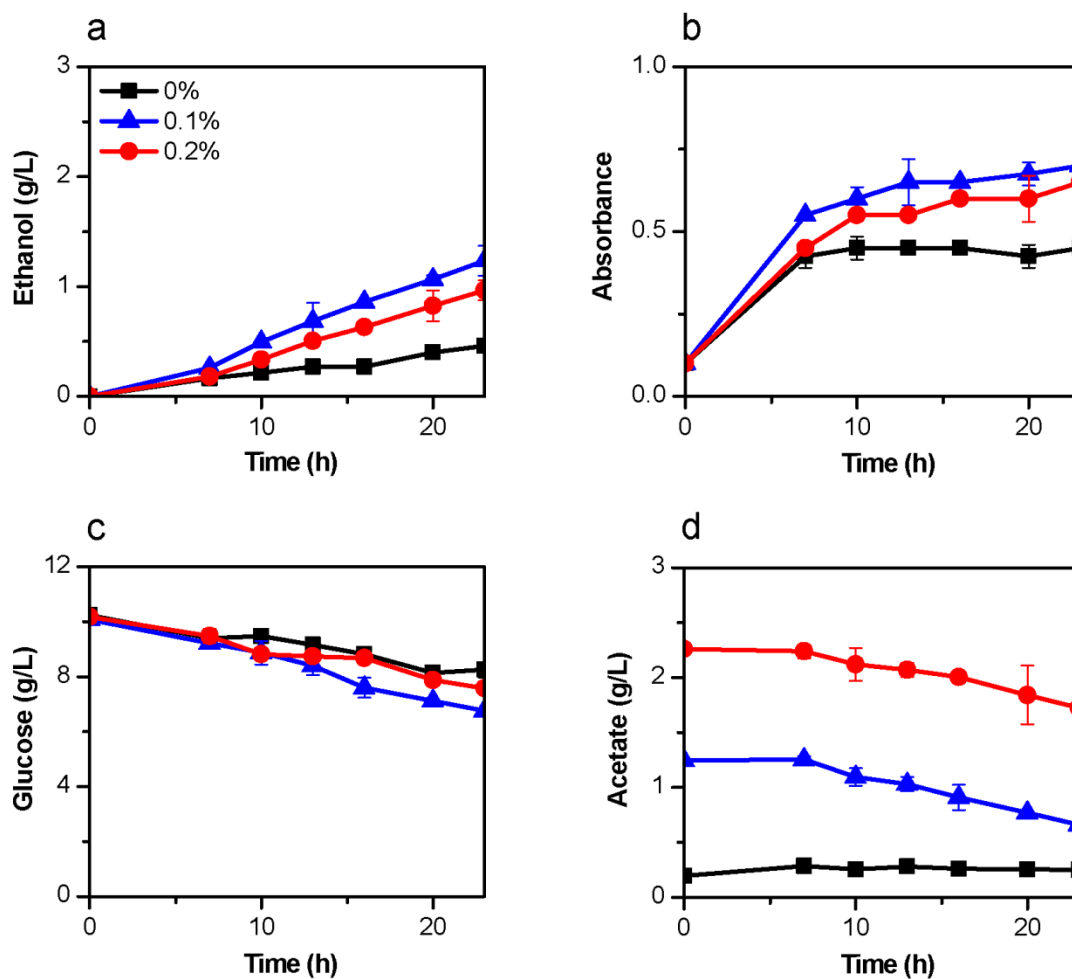 a
3
2
1
0
Ethanol (g/L)
0%
0.1%
0.2%
0
10
20
Time (h)
b
1.0
0.5
0.0
Absorbance
0
10
20
Time (h)
c
12
8
4
0
Glucose (g/L)
0
10
20
Time (h)
d
3
2
1
0
Acetate (g/L)
0
10
20
Time (h)